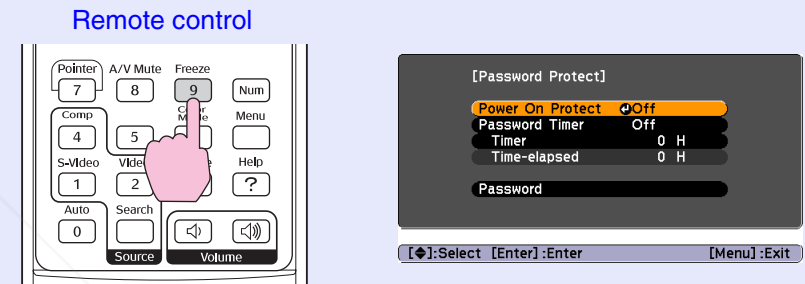 Remote control
Pointer A/V Mute Freeze
7 8 9 Num
Comp Menu
4 5
S-Video Help
1 2 ?
Auto Search
0
Source Volume
[Password Protect]
Power On Protect Off
Password Timer Off
Timer 0 H
Time-elapsed 0 H
Password
[]:Select [Enter]:Enter [Menu]:Exit